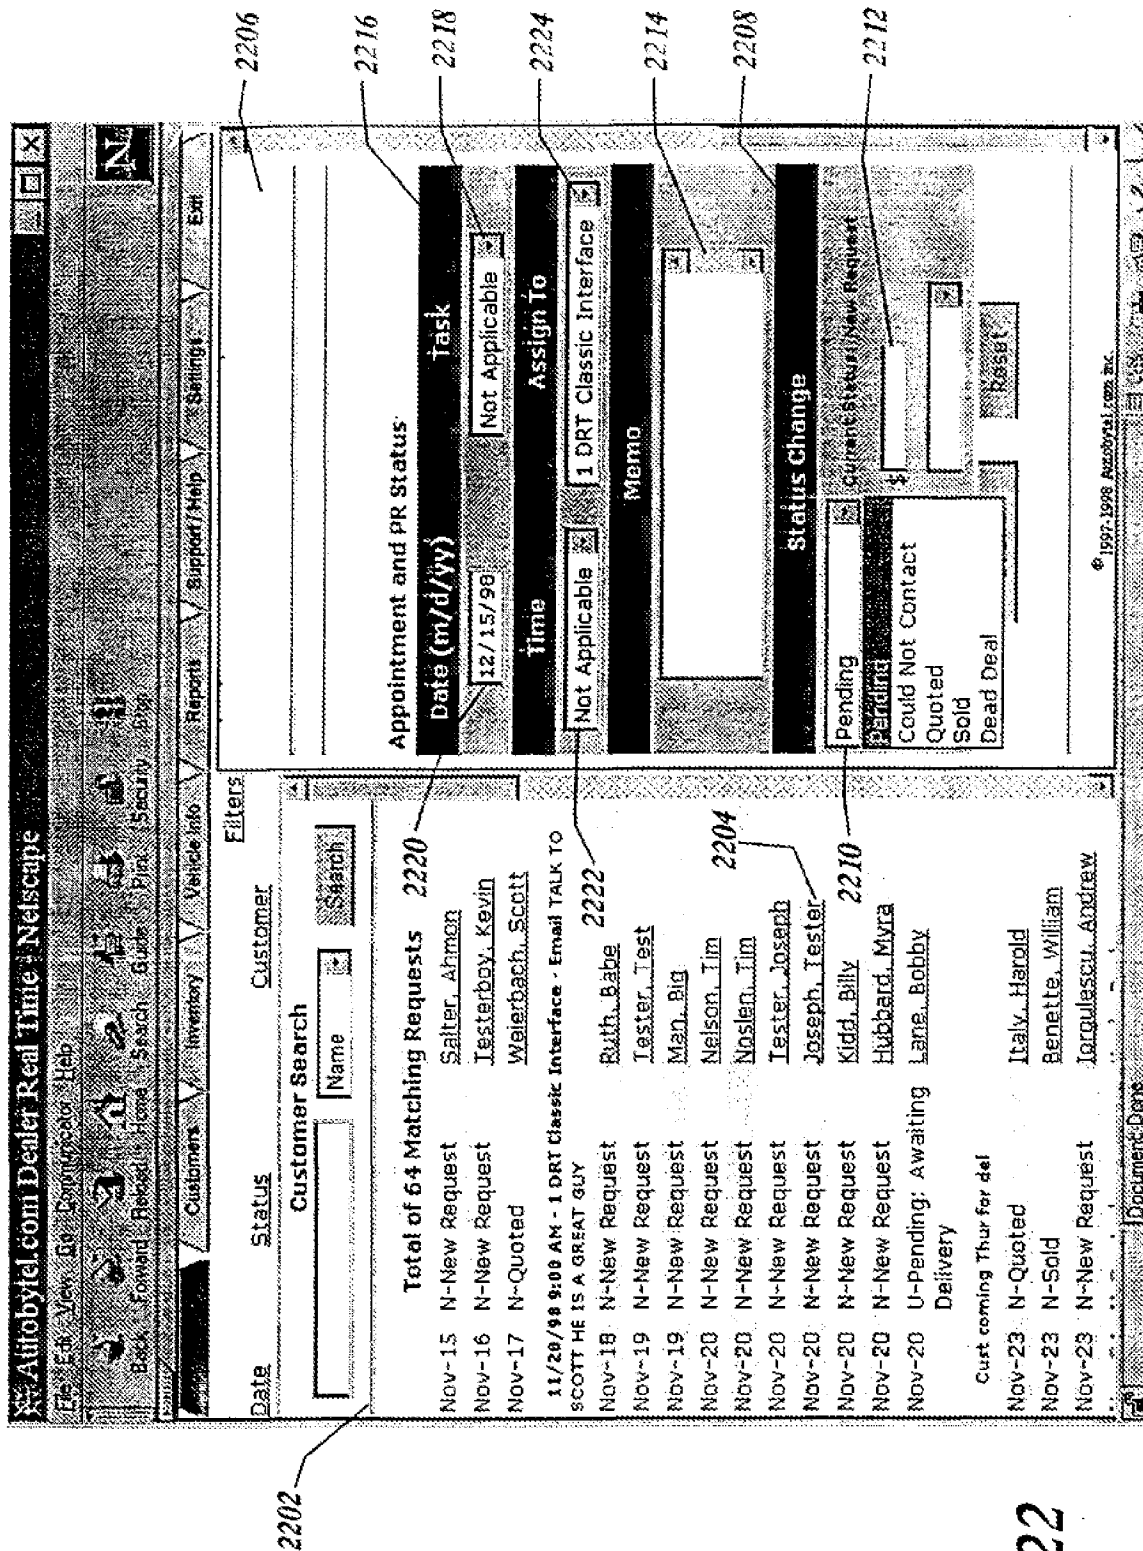 Autobytel.com Dealer Real Time - Netscape
File Edit View Go Communicator Help
Back Forward Reload Home Search Guide Print Security Stop
N
Customers Inventory Vehicle Info Reports Support/Help Settings Exit
Date Status Customer Filters
Customer Search
Name Search
Total of 64 Matching Requests
Nov-15 N-New Request Salter, Ahmon
Nov-16 N-New Request Testerboy, Kevin
Nov-17 N-Quoted Weierbach, Scott
11/20/98 9:00 AM - 1 DRT Classic Interface - Email TALK TO
SCOTT HE IS A GREAT GUY
Nov-18 N-New Request Ruth, Babe
Nov-19 N-New Request Tester, Test
Nov-19 N-New Request Man, Big
Nov-20 N-New Request Nelson, Tim
Nov-20 N-New Request Noslen, Tim
Nov-20 N-New Request Tester, Joseph
Nov-20 N-New Request Joseph, Tester
Nov-20 N-New Request Kidd, Billy
Nov-20 N-New Request Hubbard, Myra
Nov-20 U-Pending: Awaiting Lane, Bobby
Delivery
Cust coming Thur for del
Nov-23 N-Quoted Italy, Harold
Nov-23 N-Sold Benette, William
Nov-23 N-New Request Iorgulescu, Andrew
Document: Done
Appointment and PR Status
Date (m/d/yy) Task
12/15/98 Not Applicable
Time Assign To
Not Applicable 1 DRT Classic Interface
Memo
Status Change
Pending Current Status: New Request
Pending
$
Could Not Contact
Quoted
Sold
Dead Deal
Reset
© 1997-1998 Autobytel.com inc.
2202
2220
2222
2204
2210
2206
2216
2218
2224
2214
2208
2212
22